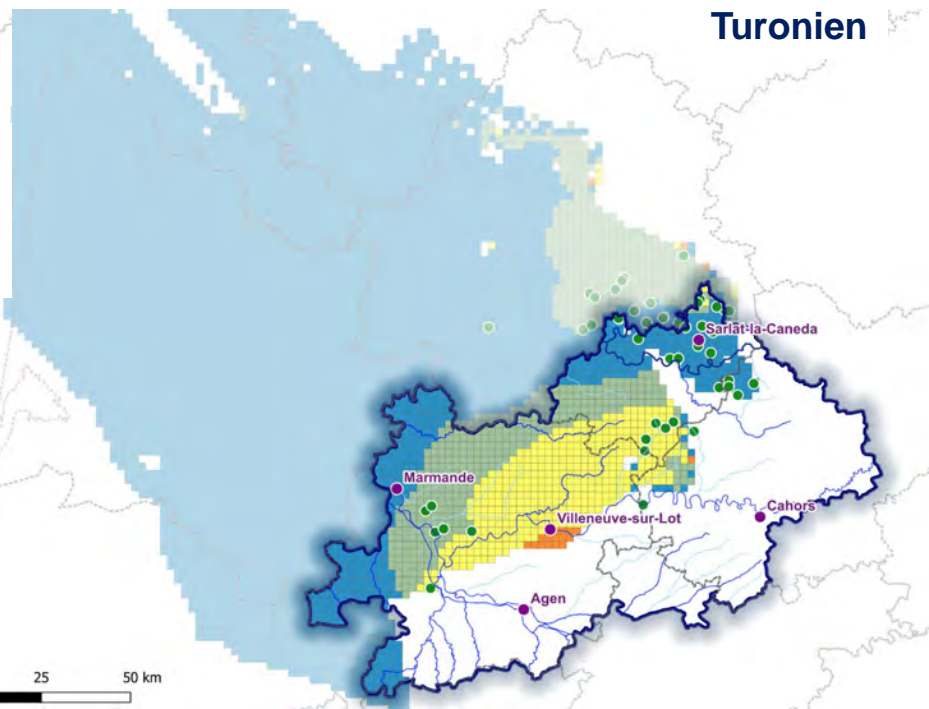 Turonien
Sarlat-la-Caneda
Marmande
Villeneuve-sur-Lot
Cahors
Agen
25
50 km